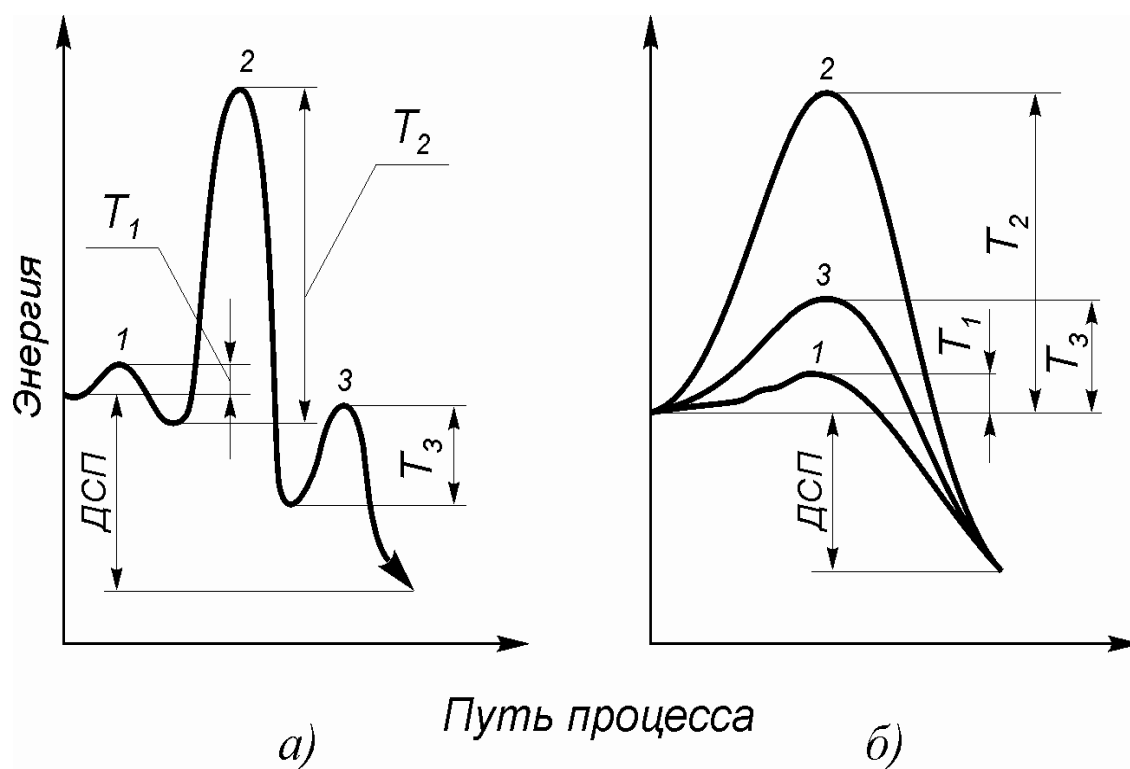 Энергия
1
2
3
T₁
T₂
T₃
ДСП
2
3
1
T₂
T₁
T₃
ДСП
Путь процесса
а)
б)